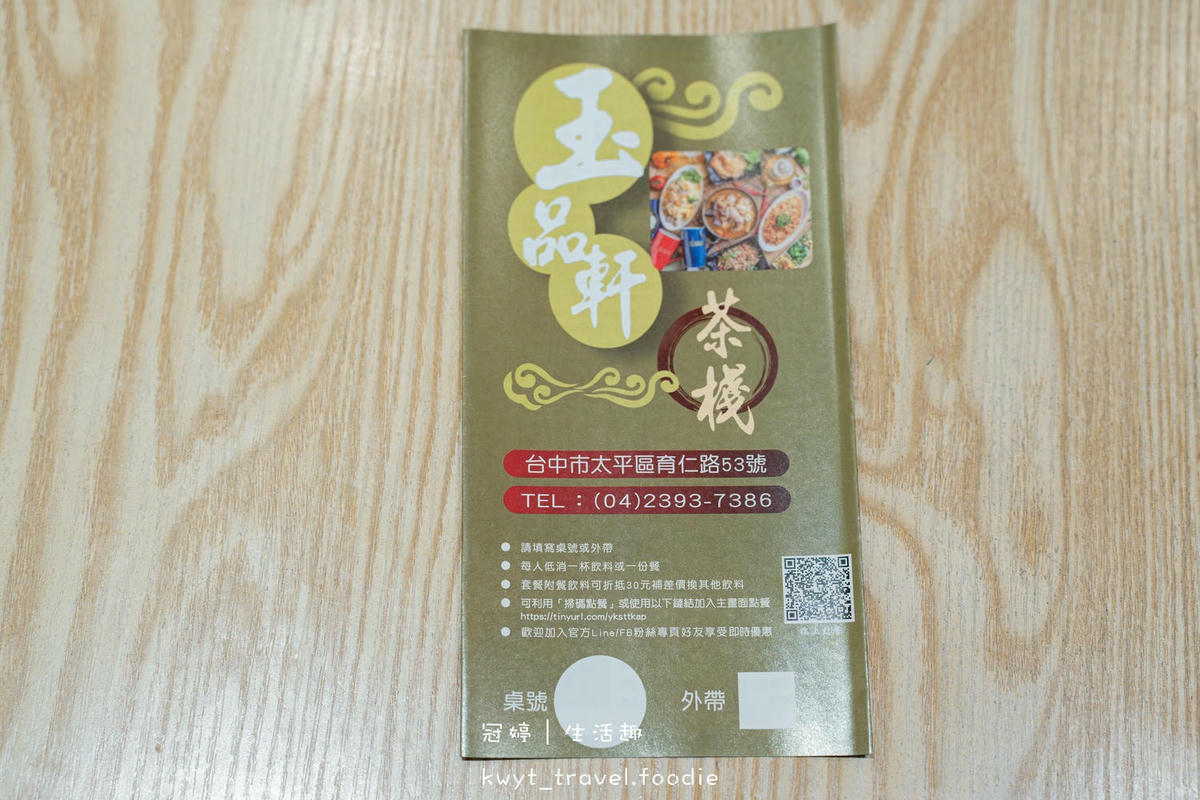 玉品軒
茶棧
台中市太平區育仁路53號
TEL：(04)2393-7386
● 請填寫桌號或外帶
● 每人低消一杯飲料或一份餐
● 套餐附餐飲料可折抵30元補差價換其他飲料
● 可利用「掃碼點餐」或使用以下鏈結加入主畫面點餐
https://tinyurl.com/yksttkap
● 歡迎加入官方Line/FB粉絲專頁好友享受即時優惠
桌號 外帶
冠婷｜生活趣
kwyt_travel.foodie